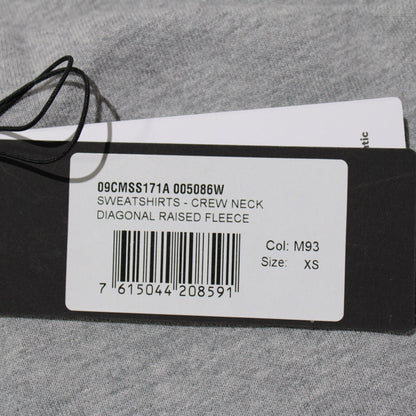 09CMSS171A 005086W
SWEATSHIRTS - CREW NECK
DIAGONAL RAISED FLEECE
Col: M93
Size: XS
7 615044 208591